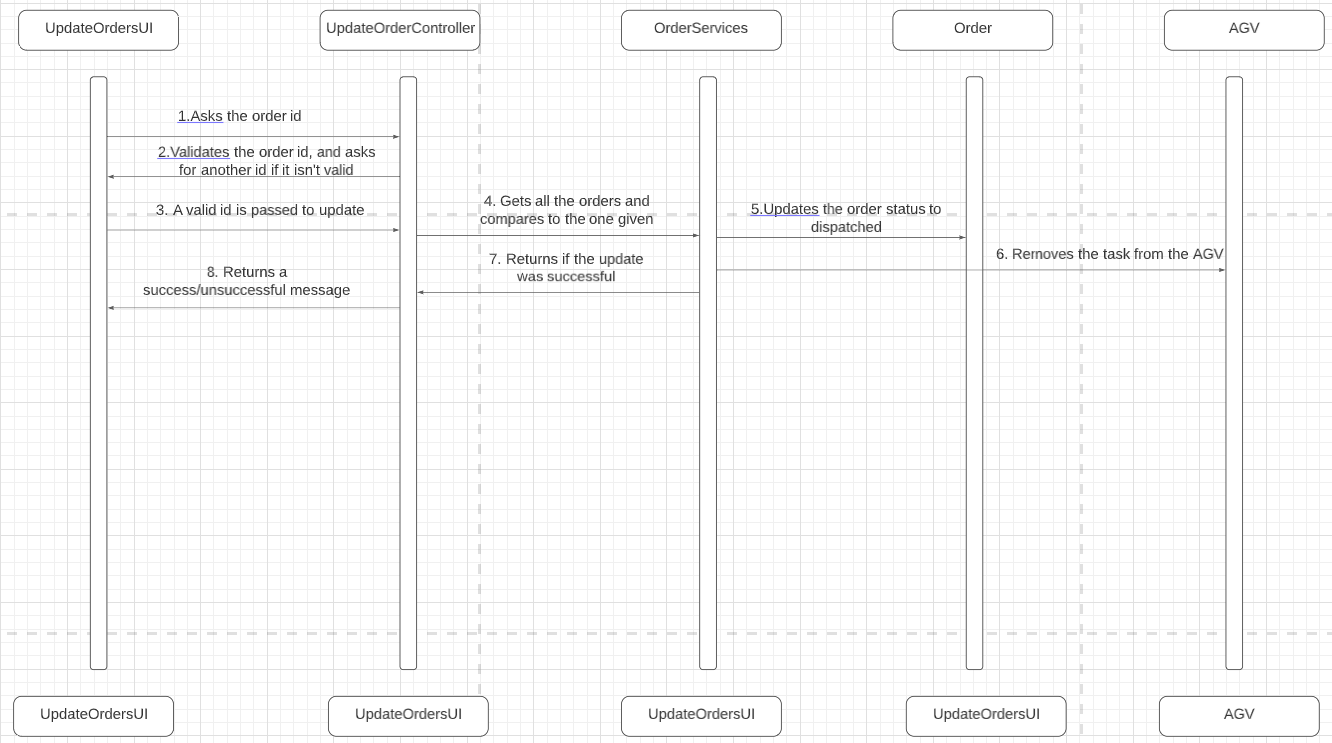 UpdateOrdersUI
UpdateOrderController
OrderServices
Order
AGV
1.Asks the order id
2.Validates the order id, and asks
for another id if it isn't valid
3. A valid id is passed to update
4. Gets all the orders and
compares to the one given
5.Updates the order status to
dispatched
6. Removes the task from the AGV
7. Returns if the update
was successful
8. Returns a
success/unsuccessful message
UpdateOrdersUI
UpdateOrdersUI
UpdateOrdersUI
UpdateOrdersUI
AGV